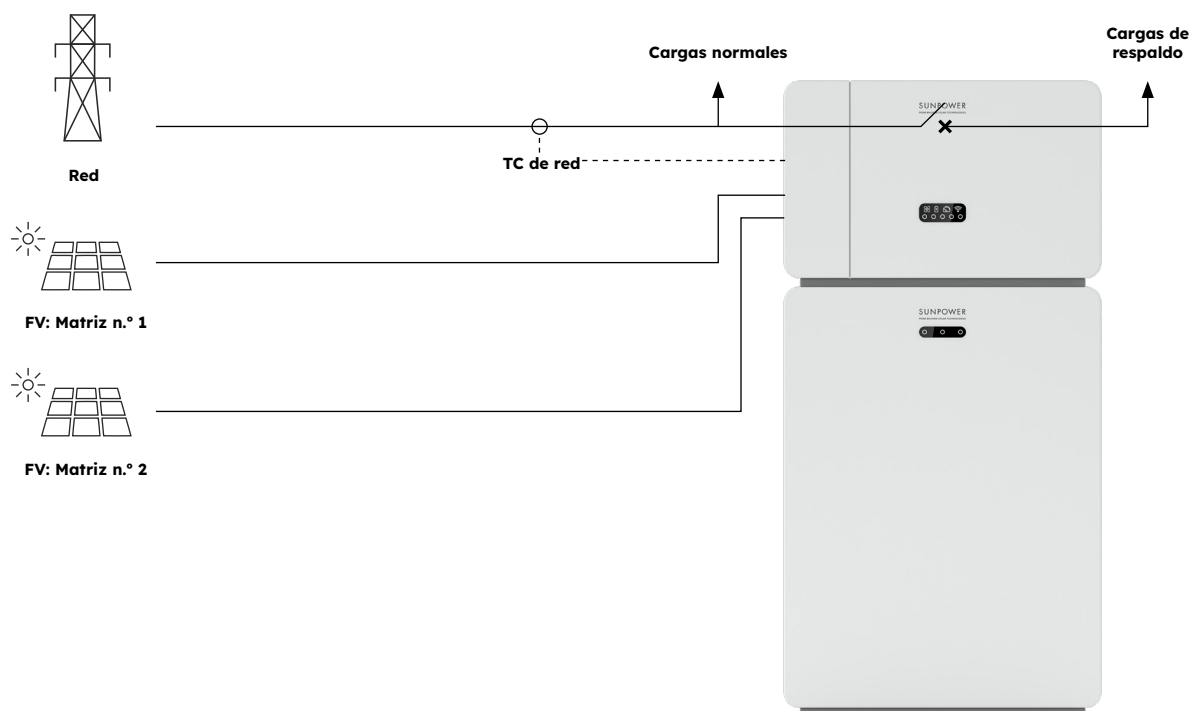 Cargas normales
Cargas de
respaldo
SUNPOWER
TC de red
Red
FV: Matriz n.º 1
SUNPOWER
FV: Matriz n.º 2